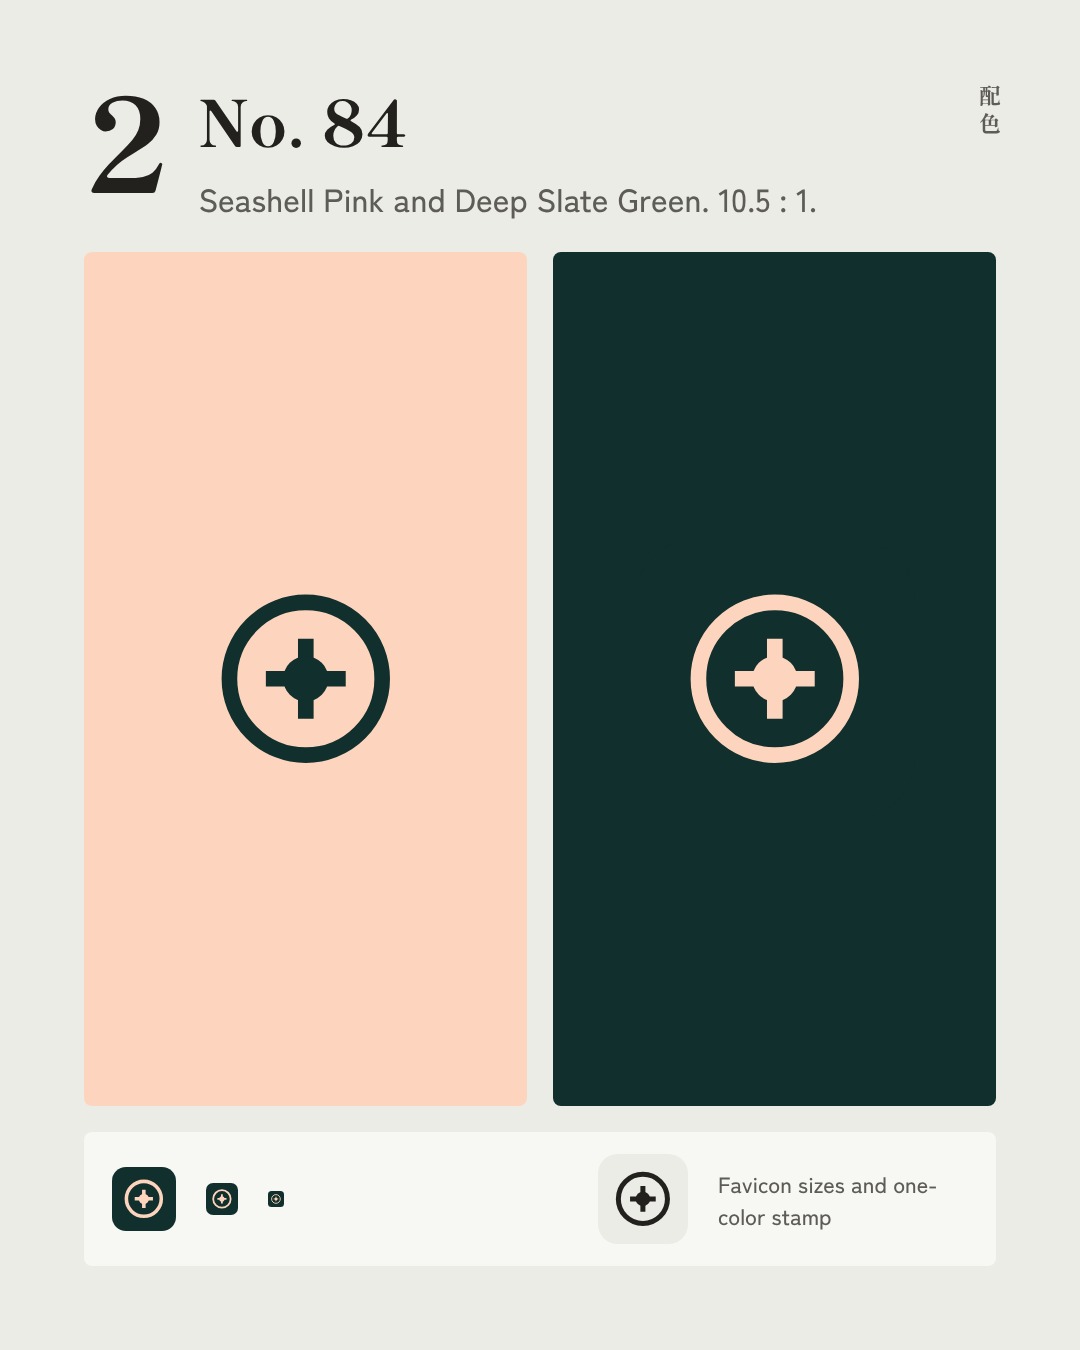 2
No. 84
配色
Seashell Pink and Deep Slate Green. 10.5 : 1.
Favicon sizes and one-
color stamp